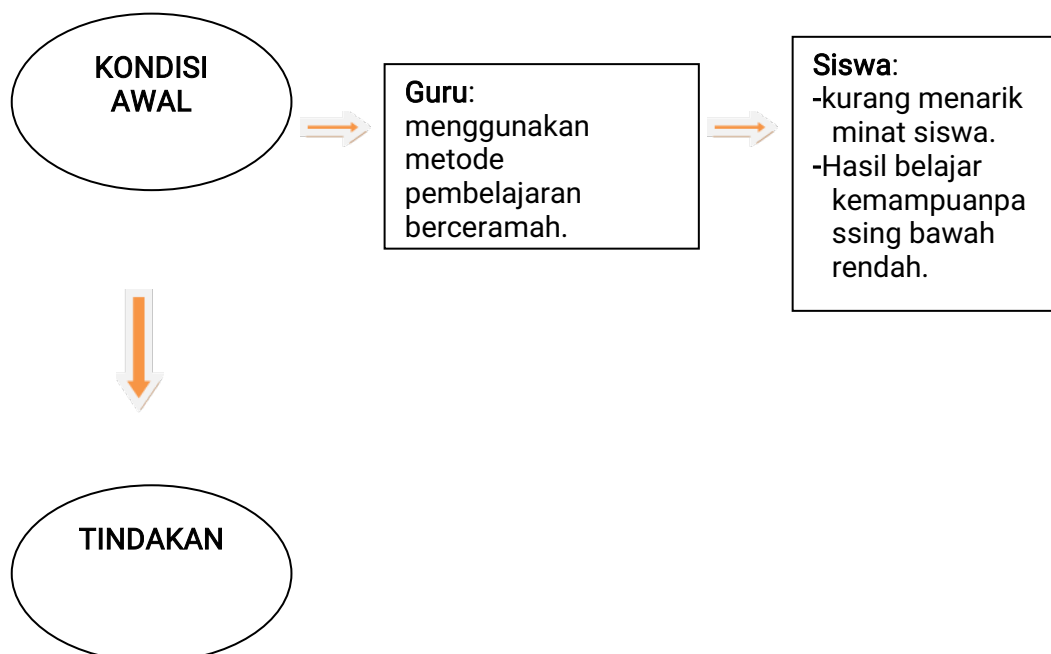 KONDISI
AWAL
Guru:
menggunakan
metode
pembelajaran
berceramah.
Siswa:
-kurang menarik
minat siswa.
-Hasil belajar
kemampuanpa
ssing bawah
rendah.
TINDAKAN